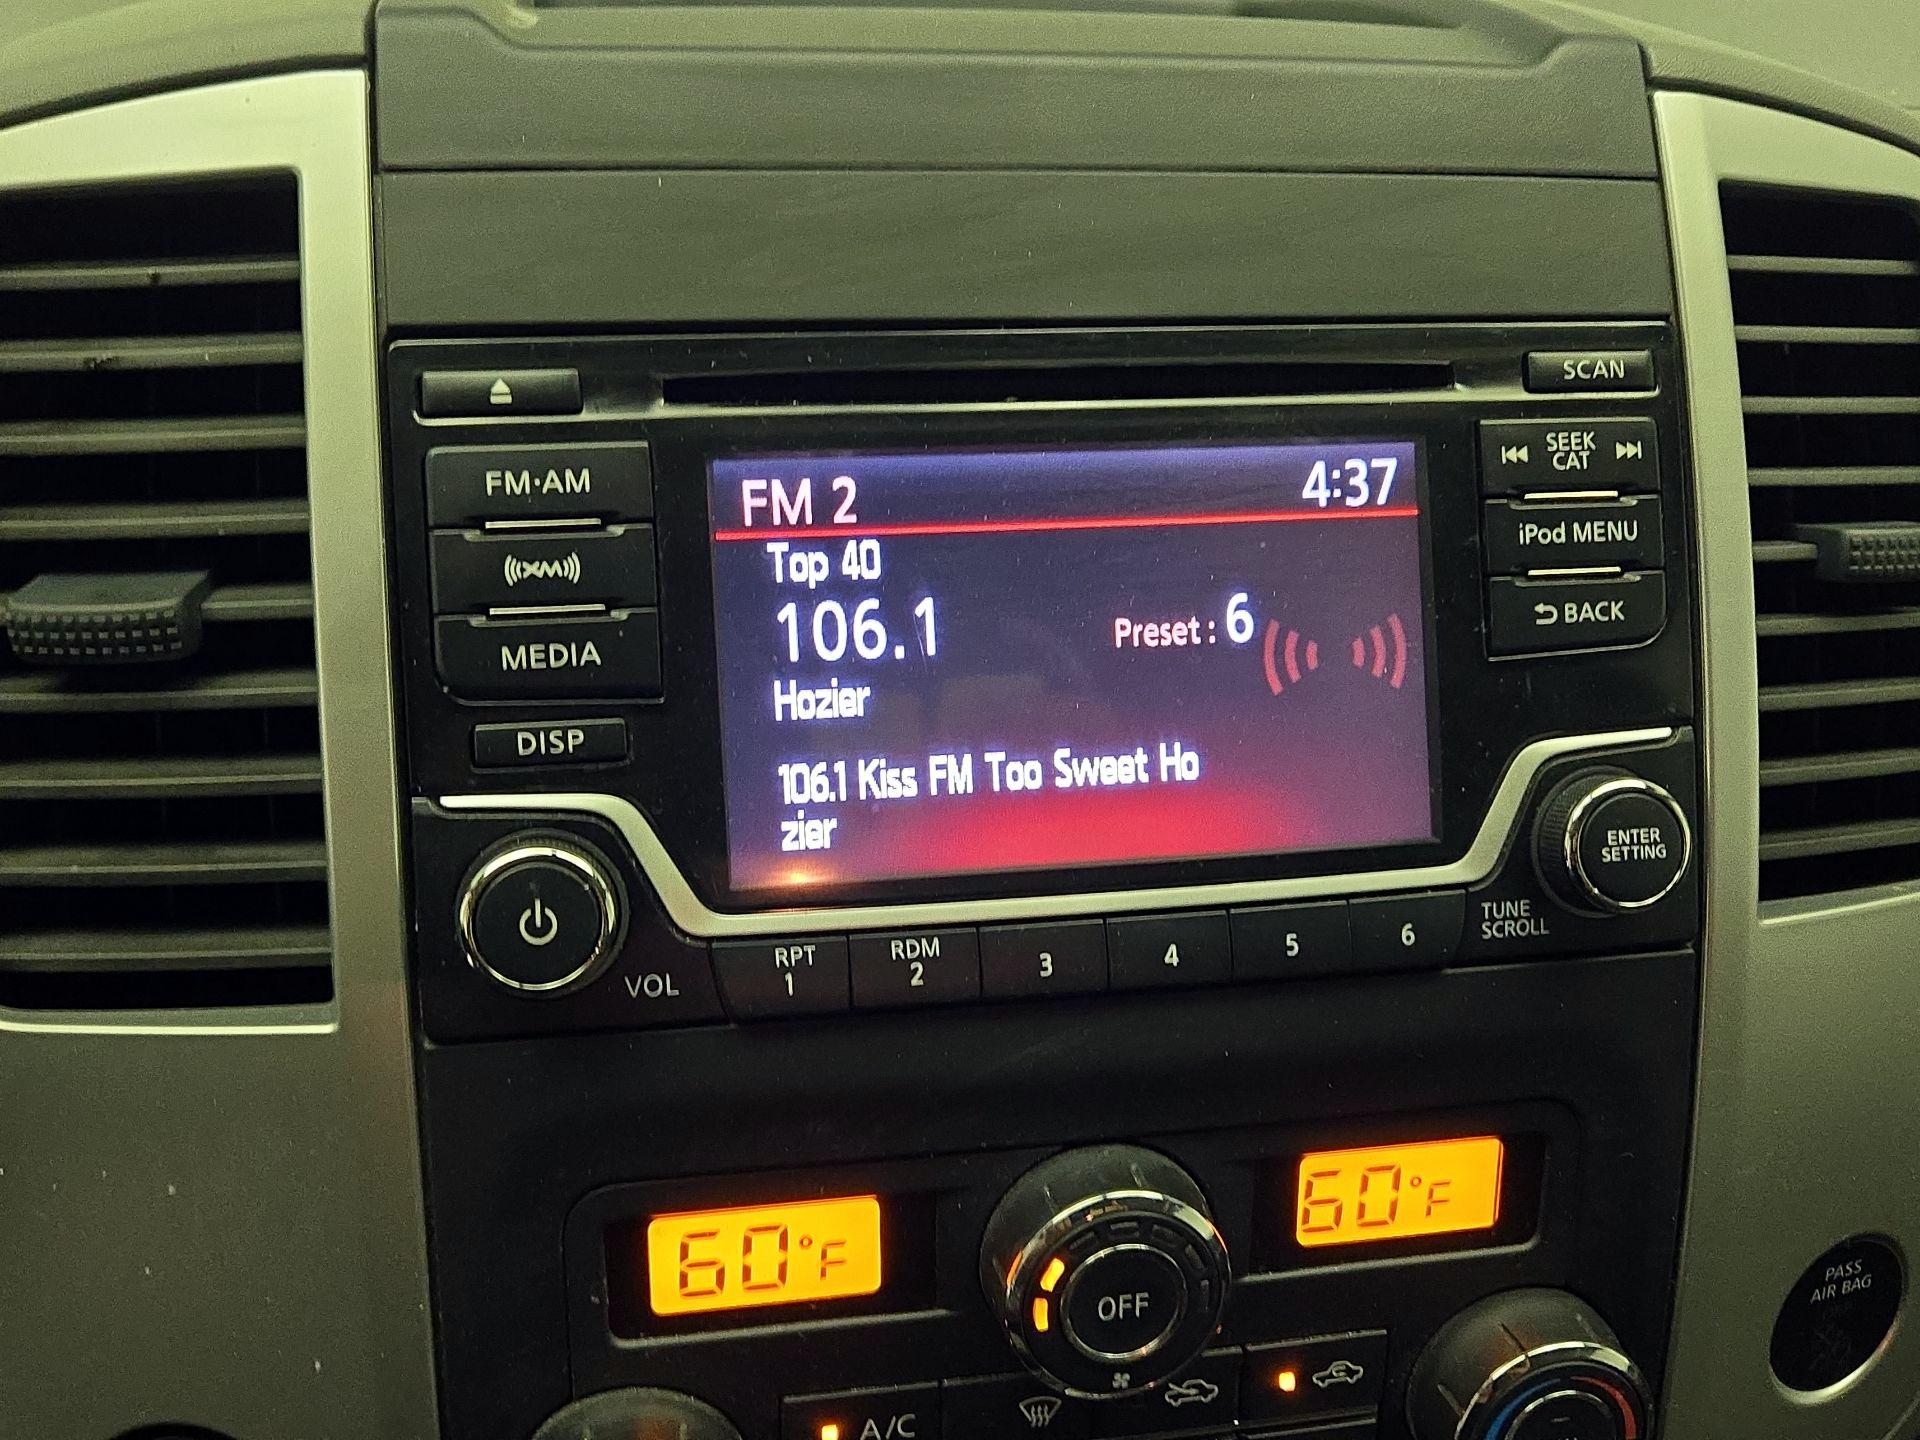 SCAN
FM·AM
XM
MEDIA
DISP
SEEK
CAT
iPod MENU
BACK
FM 2 4:37
Top 40
106.1 Preset : 6
Hozier
106.1 Kiss FM Too Sweet Ho
zier
ENTER
SETTING
TUNE
SCROLL
VOL
RPT
1
RDM
2
3
4
5
6
60°F
60°F
OFF
PASS
AIR BAG
A/C